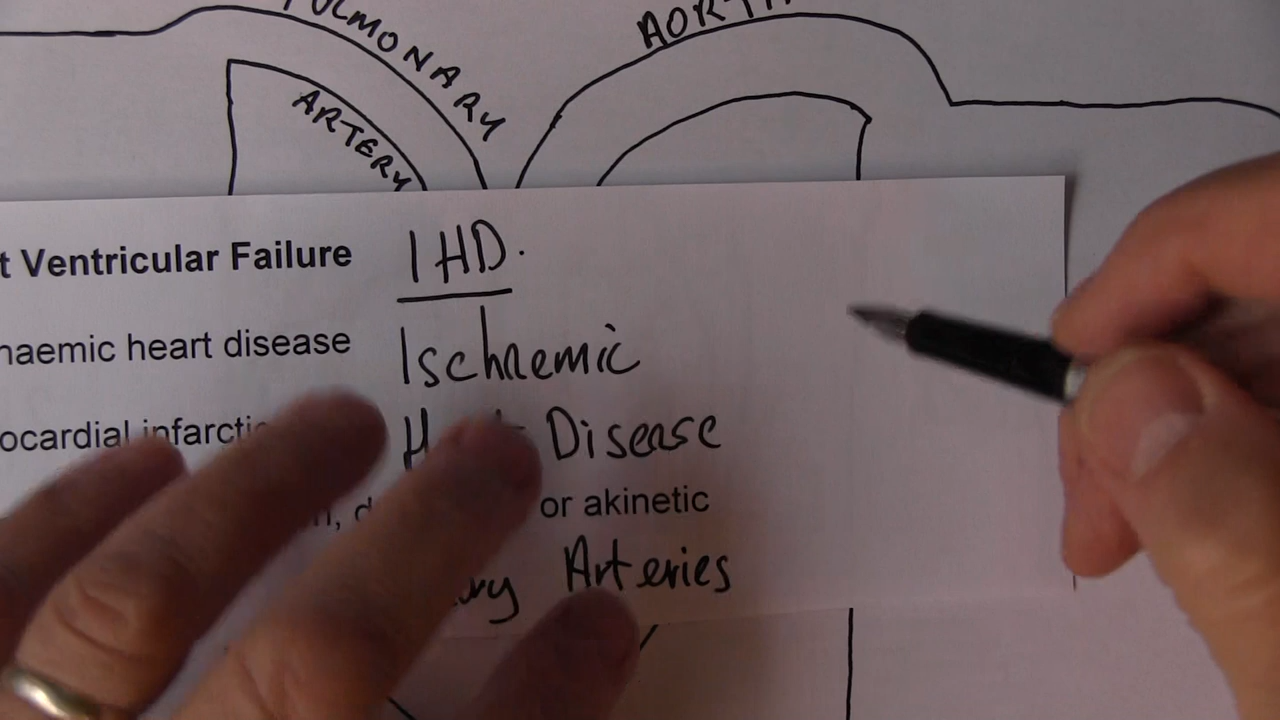 PULMONARY
ARTERY
AORTA
t Ventricular Failure
IHD.
haemic heart disease
Ischaemic
ocardial infarctio
Disease
or akinetic
Arteries